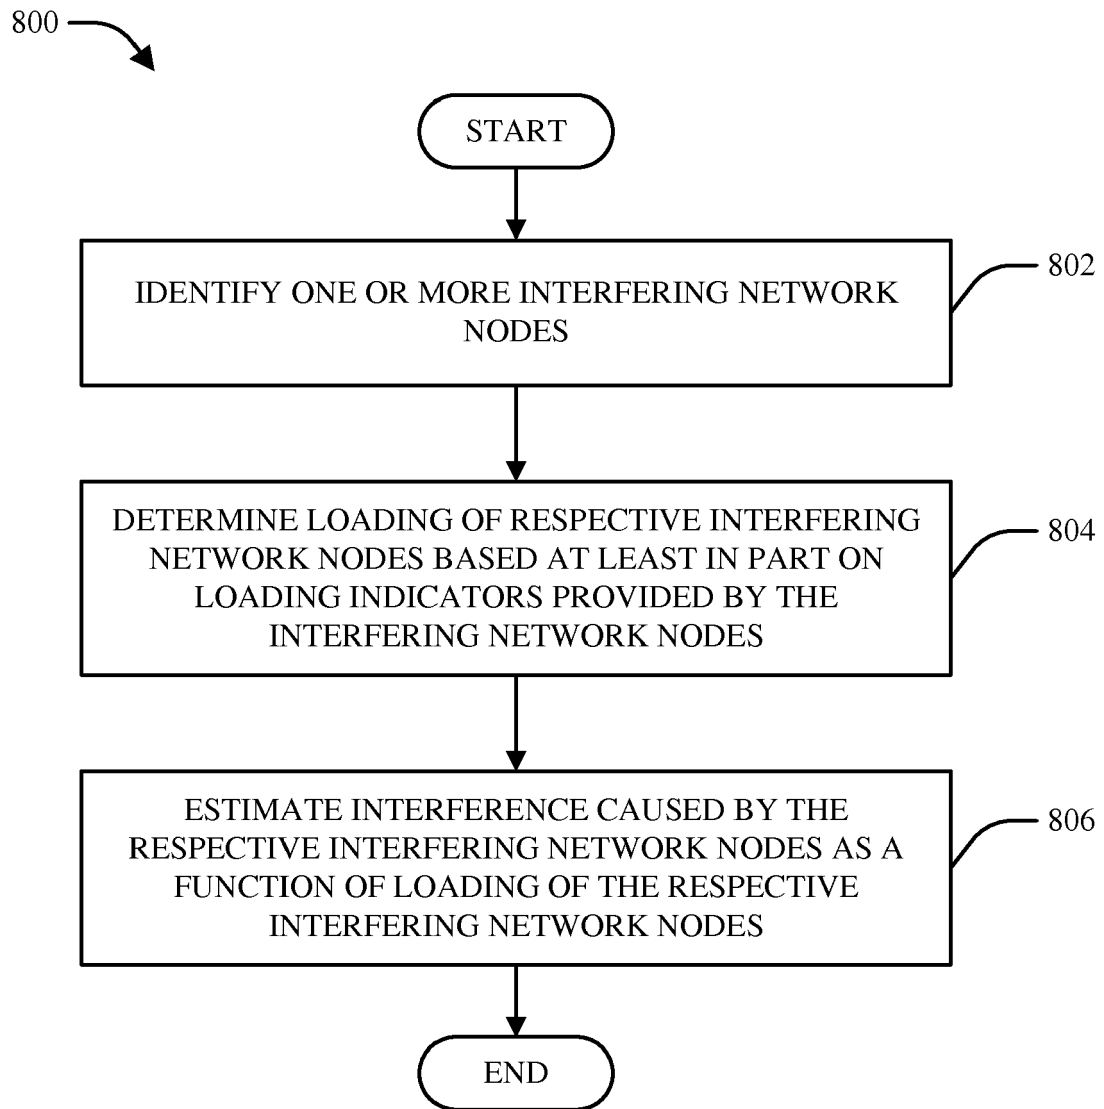 800
START
IDENTIFY ONE OR MORE INTERFERING NETWORK
NODES
802
DETERMINE LOADING OF RESPECTIVE INTERFERING
NETWORK NODES BASED AT LEAST IN PART ON
LOADING INDICATORS PROVIDED BY THE
INTERFERING NETWORK NODES
804
ESTIMATE INTERFERENCE CAUSED BY THE
RESPECTIVE INTERFERING NETWORK NODES AS A
FUNCTION OF LOADING OF THE RESPECTIVE
INTERFERING NETWORK NODES
806
END